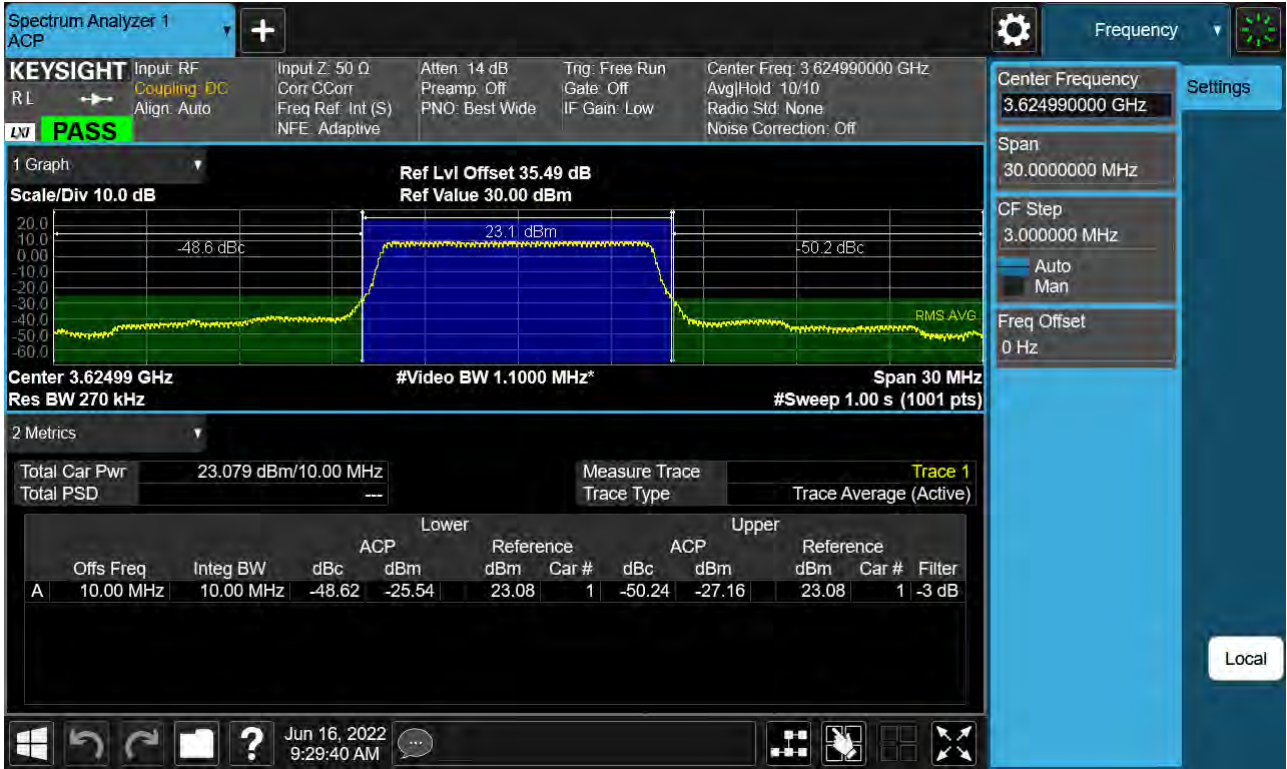 Spectrum Analyzer 1
ACP
Frequency
KEYSIGHT
R L
LXI
PASS
Input: RF
Coupling: DC
Align: Auto
Input Z: 50 Ω
Corr CCorr
Freq Ref: Int (S)
NFE: Adaptive
Atten: 14 dB
Preamp: Off
PNO: Best Wide
Trig: Free Run
Gate: Off
IF Gain: Low
Center Freq: 3.624990000 GHz
Avg|Hold: 10/10
Radio Std: None
Noise Correction: Off
1 Graph
Scale/Div 10.0 dB
Ref Lvl Offset 35.49 dB
Ref Value 30.00 dBm
20.0
10.0
0.00
-10.0
-20.0
-30.0
-40.0
-50.0
-60.0
-48.6 dBc
23.1 dBm
-50.2 dBc
RMS AVG
Center 3.62499 GHz
#Video BW 1.1000 MHz*
Span 30 MHz
Res BW 270 kHz
#Sweep 1.00 s (1001 pts)
2 Metrics
Total Car Pwr 23.079 dBm/10.00 MHz
Total PSD ---
Measure Trace Trace 1
Trace Type Trace Average (Active)
Lower Upper
ACP Reference ACP Reference
Offs Freq Integ BW dBc dBm dBm Car # dBc dBm dBm Car # Filter
A 10.00 MHz 10.00 MHz -48.62 -25.54 23.08 1 -50.24 -27.16 23.08 1 -3 dB
Center Frequency
3.624990000 GHz
Span
30.0000000 MHz
CF Step
3.000000 MHz
Auto
Man
Freq Offset
0 Hz
Settings
Local
Jun 16, 2022
9:29:40 AM